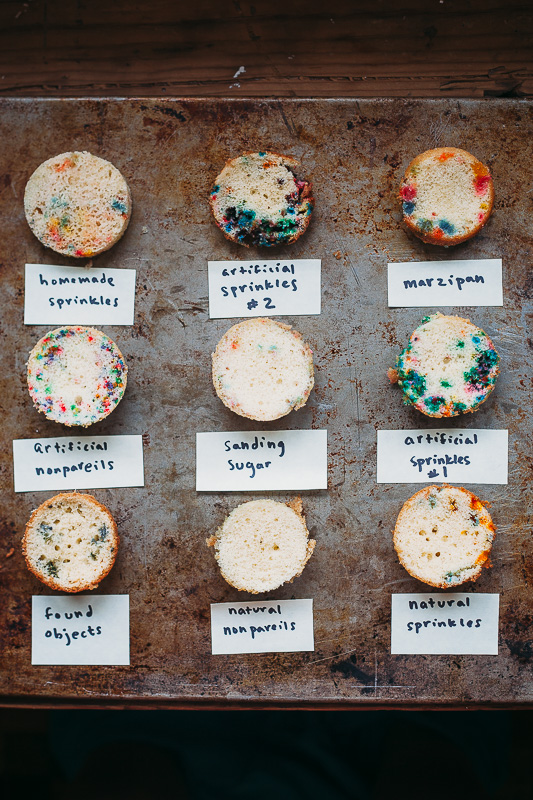 homemade
sprinkles
artificial
sprinkles
#2
marzipan
Artificial
nonpareils
Sanding
Sugar
artificial
sprinkles
#1
found
objects
natural
nonpareils
natural
sprinkles